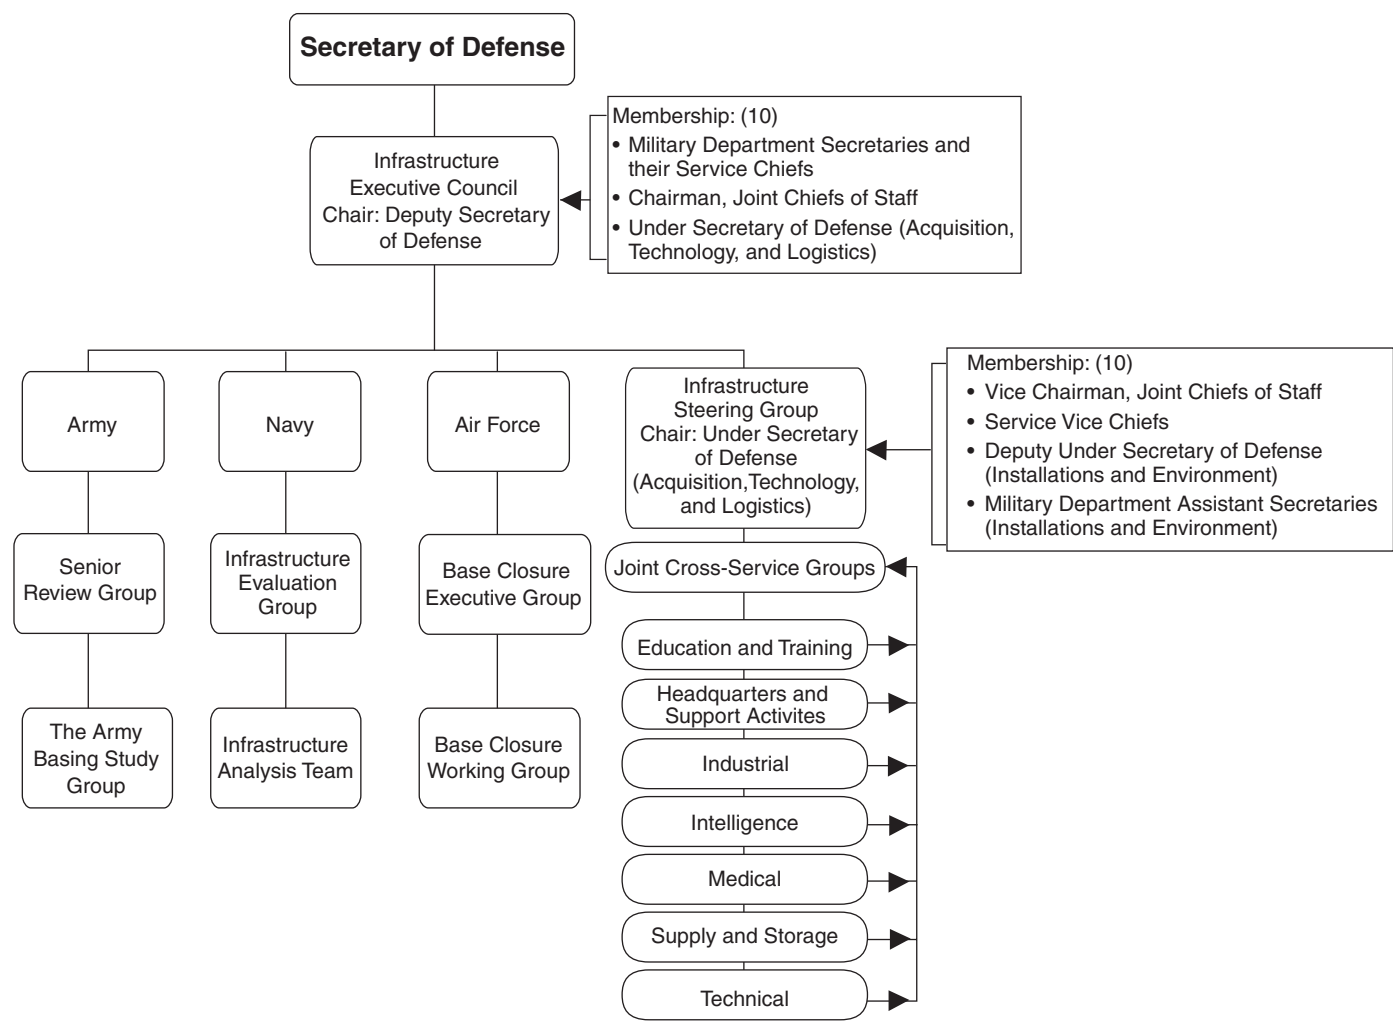 Secretary of Defense
Infrastructure
Executive Council
Chair: Deputy Secretary
of Defense
Membership: (10)
• Military Department Secretaries and
their Service Chiefs
• Chairman, Joint Chiefs of Staff
• Under Secretary of Defense (Acquisition,
Technology, and Logistics)
Army
Navy
Air Force
Infrastructure
Steering Group
Chair: Under Secretary
of Defense
(Acquisition,Technology,
and Logistics)
Membership: (10)
• Vice Chairman, Joint Chiefs of Staff
• Service Vice Chiefs
• Deputy Under Secretary of Defense
(Installations and Environment)
• Military Department Assistant Secretaries
(Installations and Environment)
Senior
Review Group
Infrastructure
Evaluation
Group
Base Closure
Executive Group
Joint Cross-Service Groups
The Army
Basing Study
Group
Infrastructure
Analysis Team
Base Closure
Working Group
Education and Training
Headquarters and
Support Activites
Industrial
Intelligence
Medical
Supply and Storage
Technical